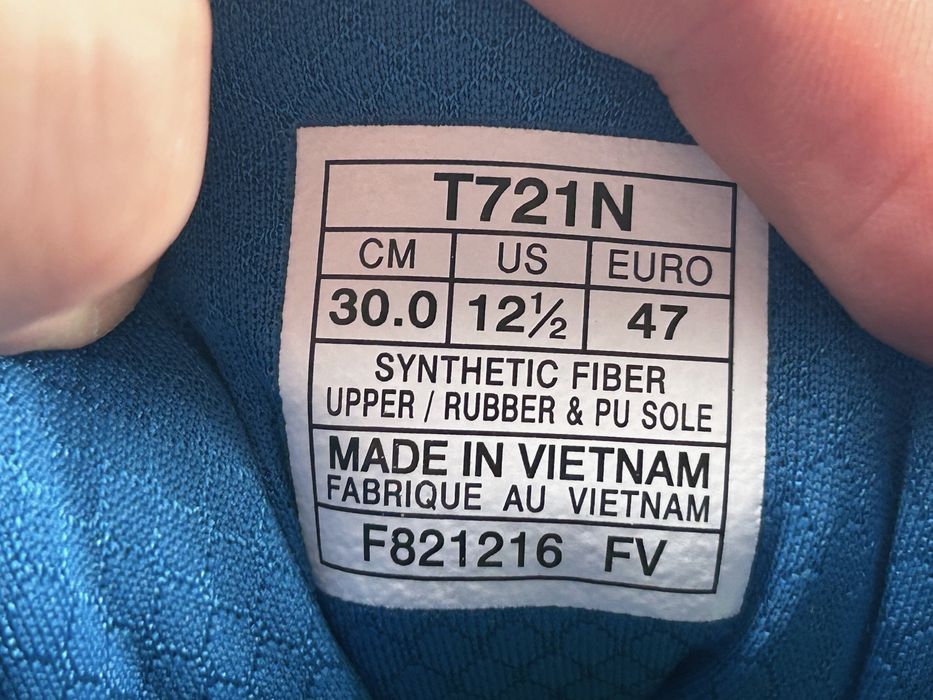 T721N
CM US EURO
30.0 12½ 47
SYNTHETIC FIBER
UPPER / RUBBER & PU SOLE
MADE IN VIETNAM
FABRIQUE AU VIETNAM
F821216 FV